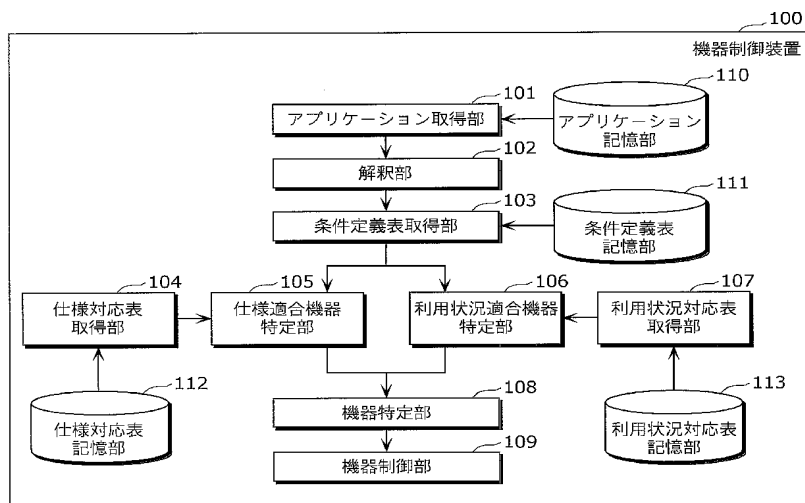 100
機器制御装置
110
101
アプリケーション取得部
アプリケーション
記憶部
102
解釈部
111
103
条件定義表取得部
条件定義表
記憶部
104
105
106
107
仕様対応表
取得部
仕様適合機器
特定部
利用状況適合機器
特定部
利用状況対応表
取得部
112
108
113
仕様対応表
記憶部
機器特定部
利用状況対応表
記憶部
109
機器制御部